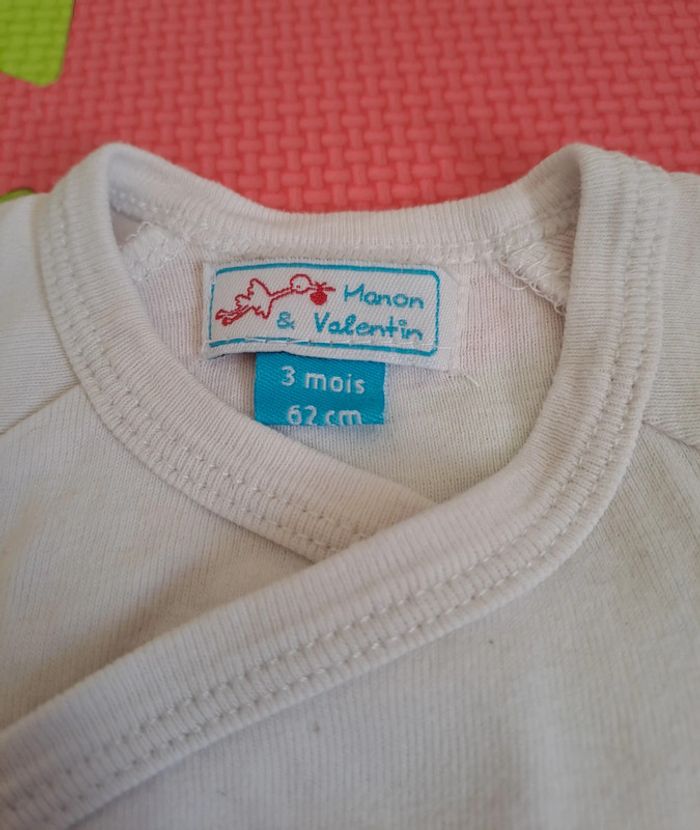 Manon
& Valentin
3 mois
62 cm